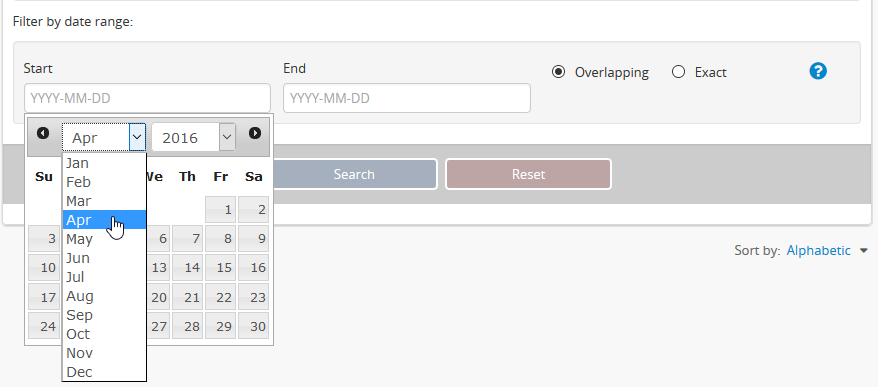 Filter by date range:
Start End
Overlapping Exact ?
YYYY-MM-DD YYYY-MM-DD
Apr 2016
Jan
Su We Th Fr Sa
Search Reset
Feb
Mar
1 2
Apr
3 May 6 7 8 9
Sort by: Alphabetic
Jun
10 13 14 15 16
Jul
17 Aug 20 21 22 23
Sep
24 Oct 27 28 29 30
Nov
Dec